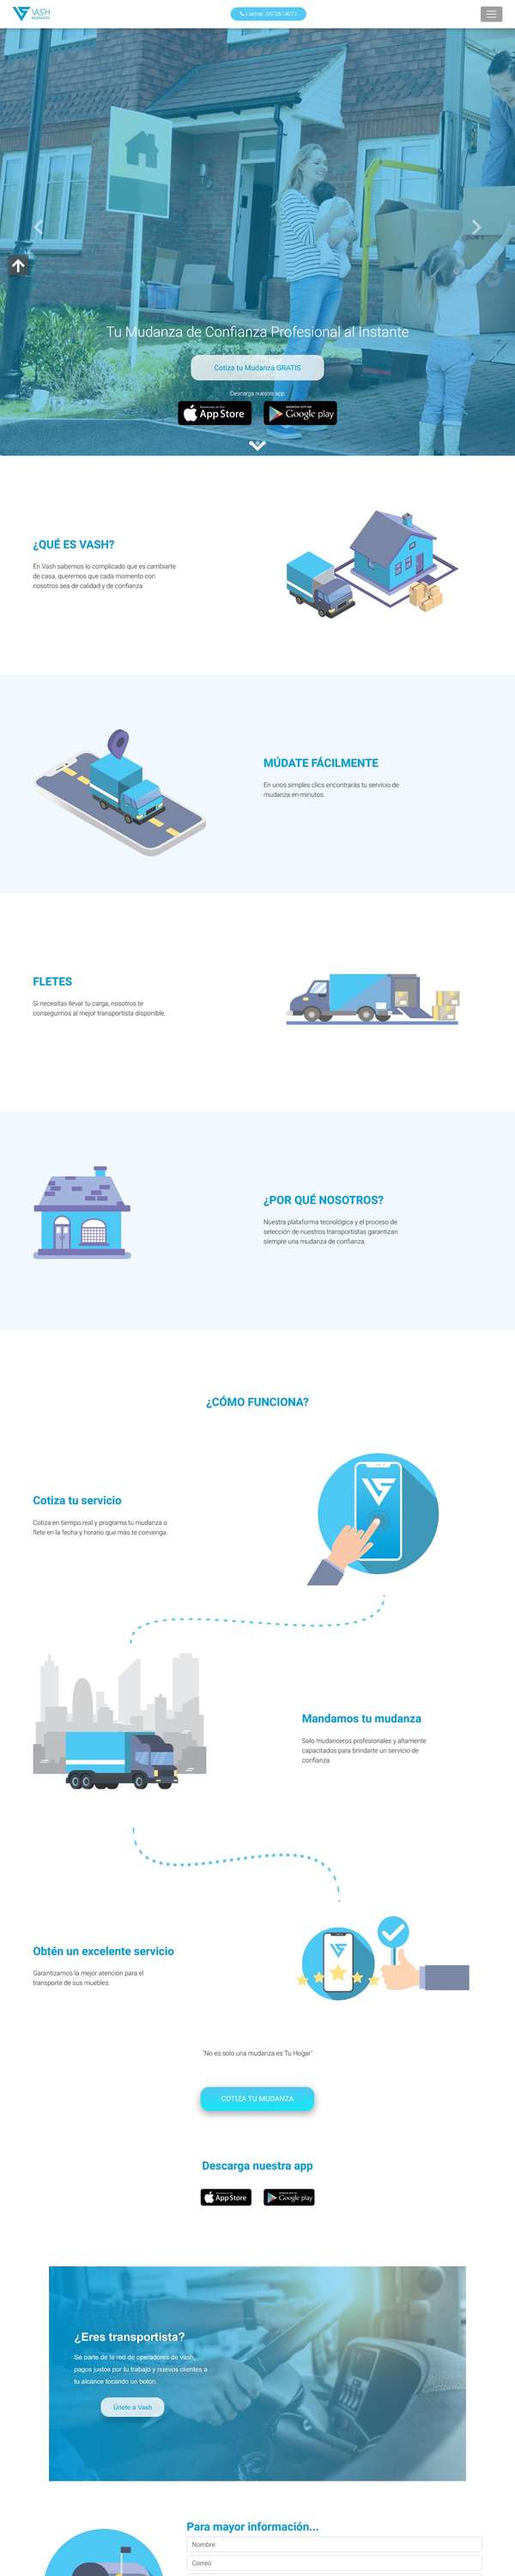 VASH
Llamar:
Tu Mudanza de Confianza Profesional al Instante
Cotiza tu Mudanza GRATIS
Descarga nuestra app
App Store
Google play
¿QUÉ ES VASH?
En Vash sabemos lo complicado que es cambiarte
de casa, queremos que cada momento con
nosotros sea de calidad y de confianza
MÚDATE FÁCILMENTE
En unos simples clics encontrarás tu servicio de
mudanza en minutos.
FLETES
Si necesitas llevar tu carga, nosotros te
conseguimos al mejor transportista disponible.
¿POR QUÉ NOSOTROS?
Nuestra plataforma tecnológica y el proceso de
selección de nuestros transportistas garantizan
siempre una mudanza de confianza.
¿CÓMO FUNCIONA?
Cotiza tu servicio
Cotiza en tiempo real y programa tu mudanza o
flete en la fecha y horario que más te convenga.
Mandamos tu mudanza
Solo mudanceros profesionales y altamente
capacitados para brindarte un servicio de
confianza
Obtén un excelente servicio
Garantizamos la mejor atención para el
transporte de sus muebles.
"No es solo una mudanza es Tu Hogar"
COTIZA TU MUDANZA
Descarga nuestra app
App Store
Google play
¿Eres transportista?
Sé parte de la red de operadores de vash,
pagos justos por tu trabajo y nuevos clientes a
tu alcance tocando un botón.
Únete a Vash
Para mayor información...
Nombre
Correo